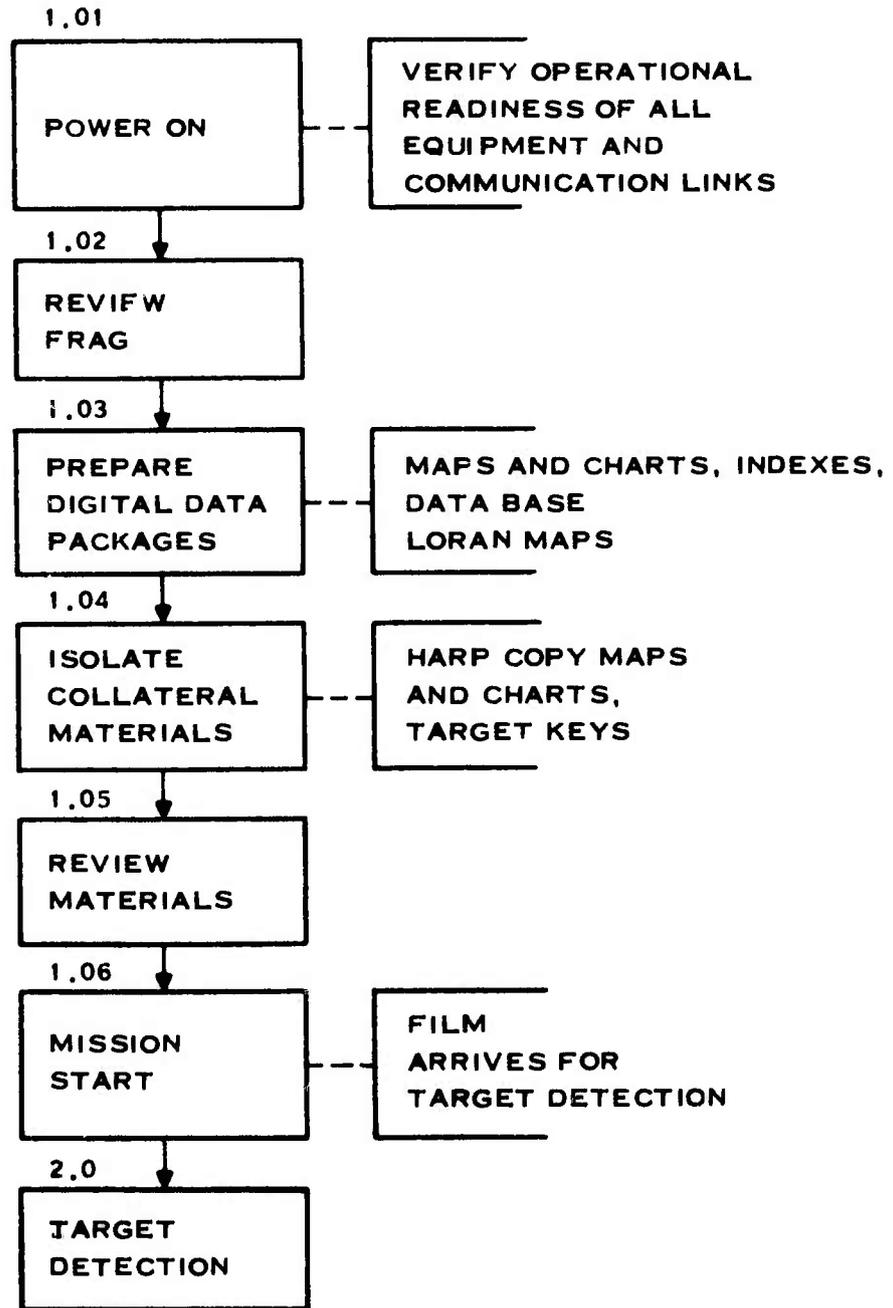 1.01
POWER ON
VERIFY OPERATIONAL
READINESS OF ALL
EQUIPMENT AND
COMMUNICATION LINKS
1.02
REVIEW
FRAG
1.03
PREPARE
DIGITAL DATA
PACKAGES
MAPS AND CHARTS, INDEXES,
DATA BASE
LORAN MAPS
1.04
ISOLATE
COLLATERAL
MATERIALS
HARP COPY MAPS
AND CHARTS,
TARGET KEYS
1.05
REVIEW
MATERIALS
1.06
MISSION
START
FILM
ARRIVES FOR
TARGET DETECTION
2.0
TARGET
DETECTION